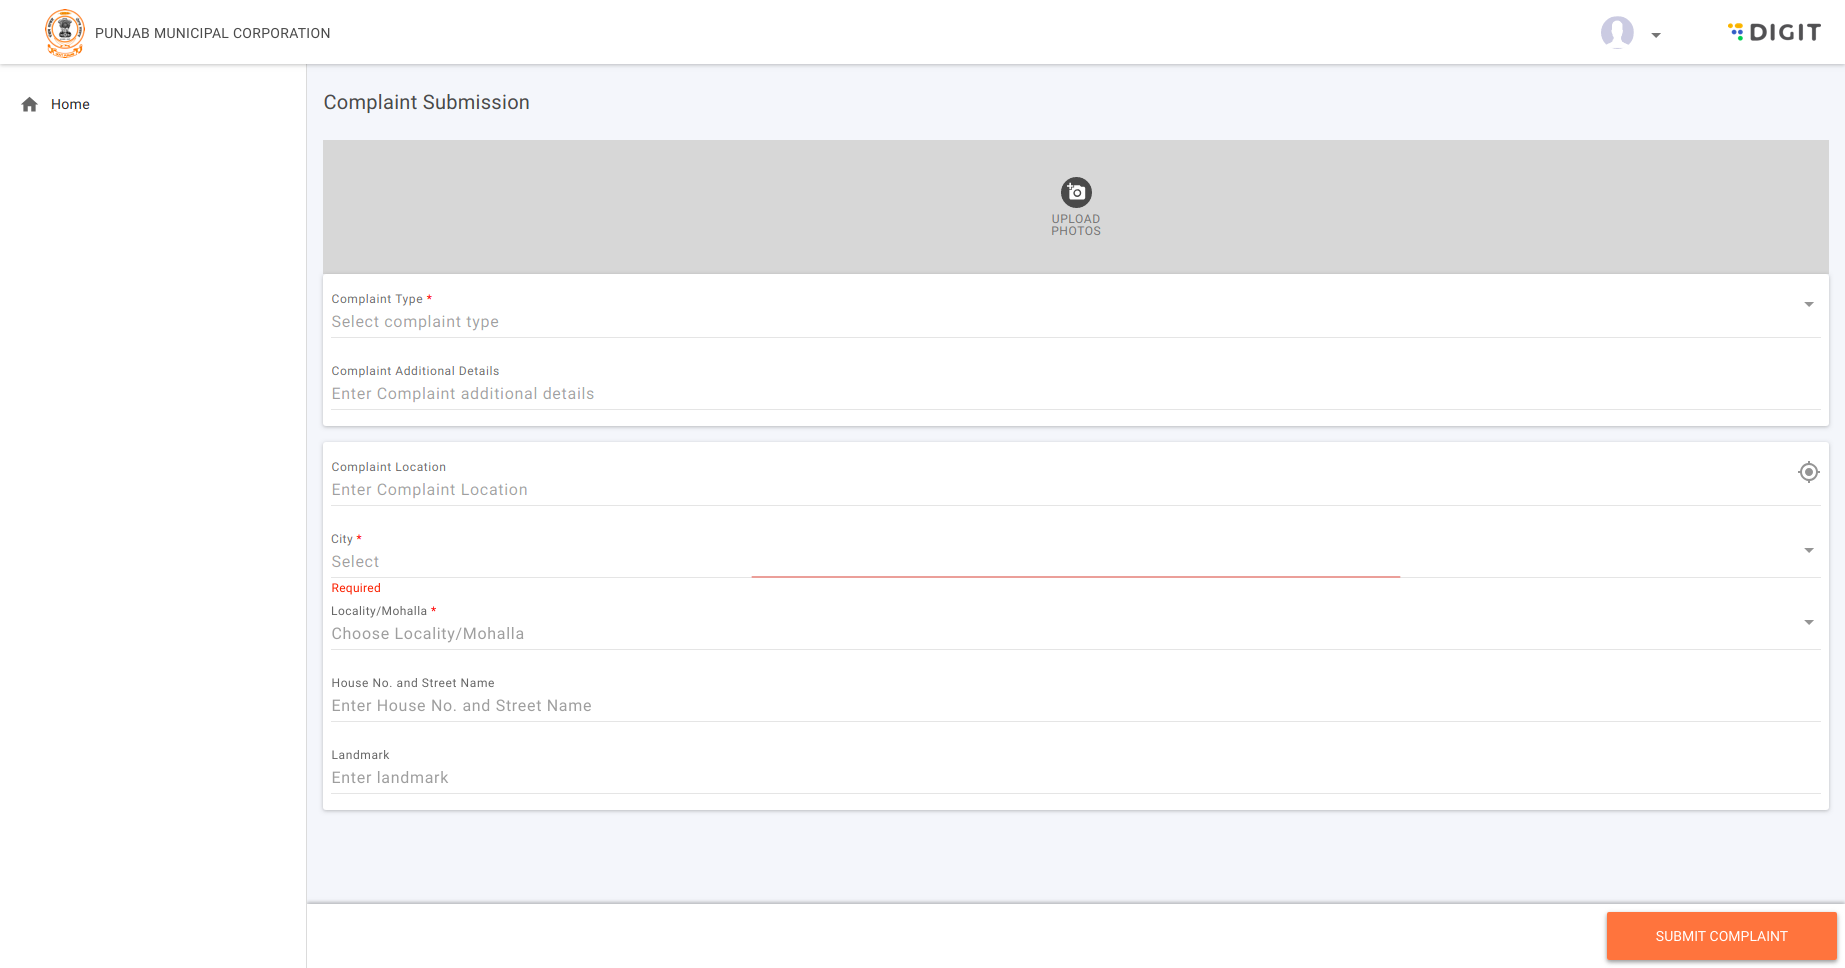 PUNJAB MUNICIPAL CORPORATION
DIGIT
Home
Complaint Submission
UPLOAD
PHOTOS
Complaint Type *
Select complaint type
Complaint Additional Details
Enter Complaint additional details
Complaint Location
Enter Complaint Location
City *
Select
Required
Locality/Mohalla *
Choose Locality/Mohalla
House No. and Street Name
Enter House No. and Street Name
Landmark
Enter landmark
SUBMIT COMPLAINT